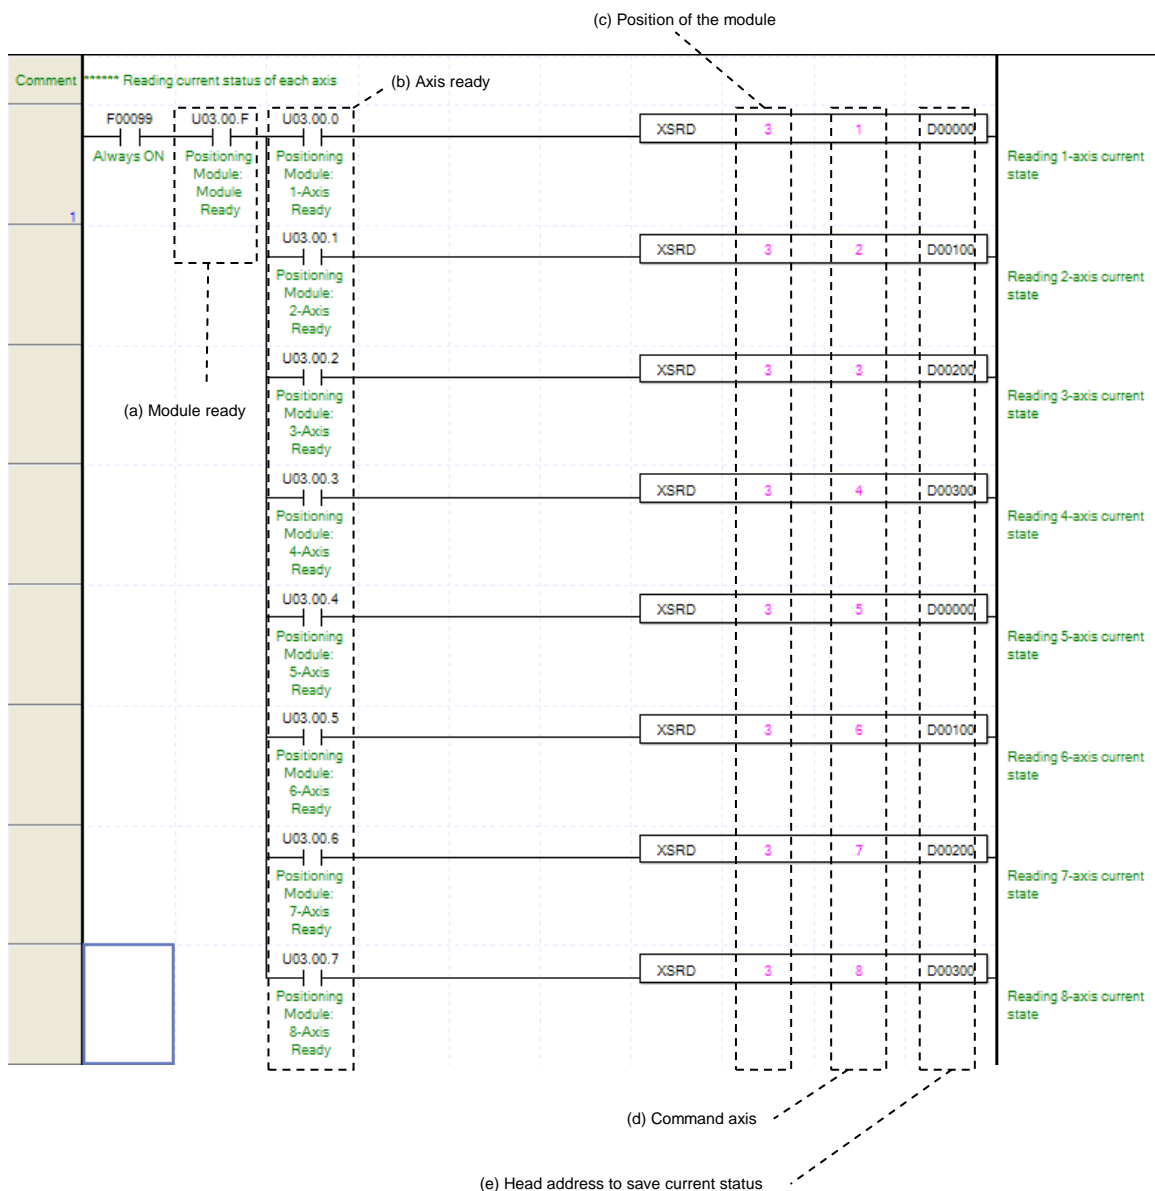 (c) Position of the module
Comment ****** Reading current status of each axis
(b) Axis ready
F00099 U03.00.F U03.00.0 XSRD 3 1 D00000
Always ON Positioning Positioning Reading 1-axis current
Module: Module: state
Module 1-Axis
Ready Ready
1
U03.00.1 XSRD 3 2 D00100
Positioning Reading 2-axis current
Module: state
2-Axis
Ready
U03.00.2 XSRD 3 3 D00200
Positioning Reading 3-axis current
(a) Module ready Module: state
3-Axis
Ready
U03.00.3 XSRD 3 4 D00300
Positioning Reading 4-axis current
Module: state
4-Axis
Ready
U03.00.4 XSRD 3 5 D00000
Positioning Reading 5-axis current
Module: state
5-Axis
Ready
U03.00.5 XSRD 3 6 D00100
Positioning Reading 6-axis current
Module: state
6-Axis
Ready
U03.00.6 XSRD 3 7 D00200
Positioning Reading 7-axis current
Module: state
7-Axis
Ready
U03.00.7 XSRD 3 8 D00300
Positioning Reading 8-axis current
Module: state
8-Axis
Ready
(d) Command axis
(e) Head address to save current status